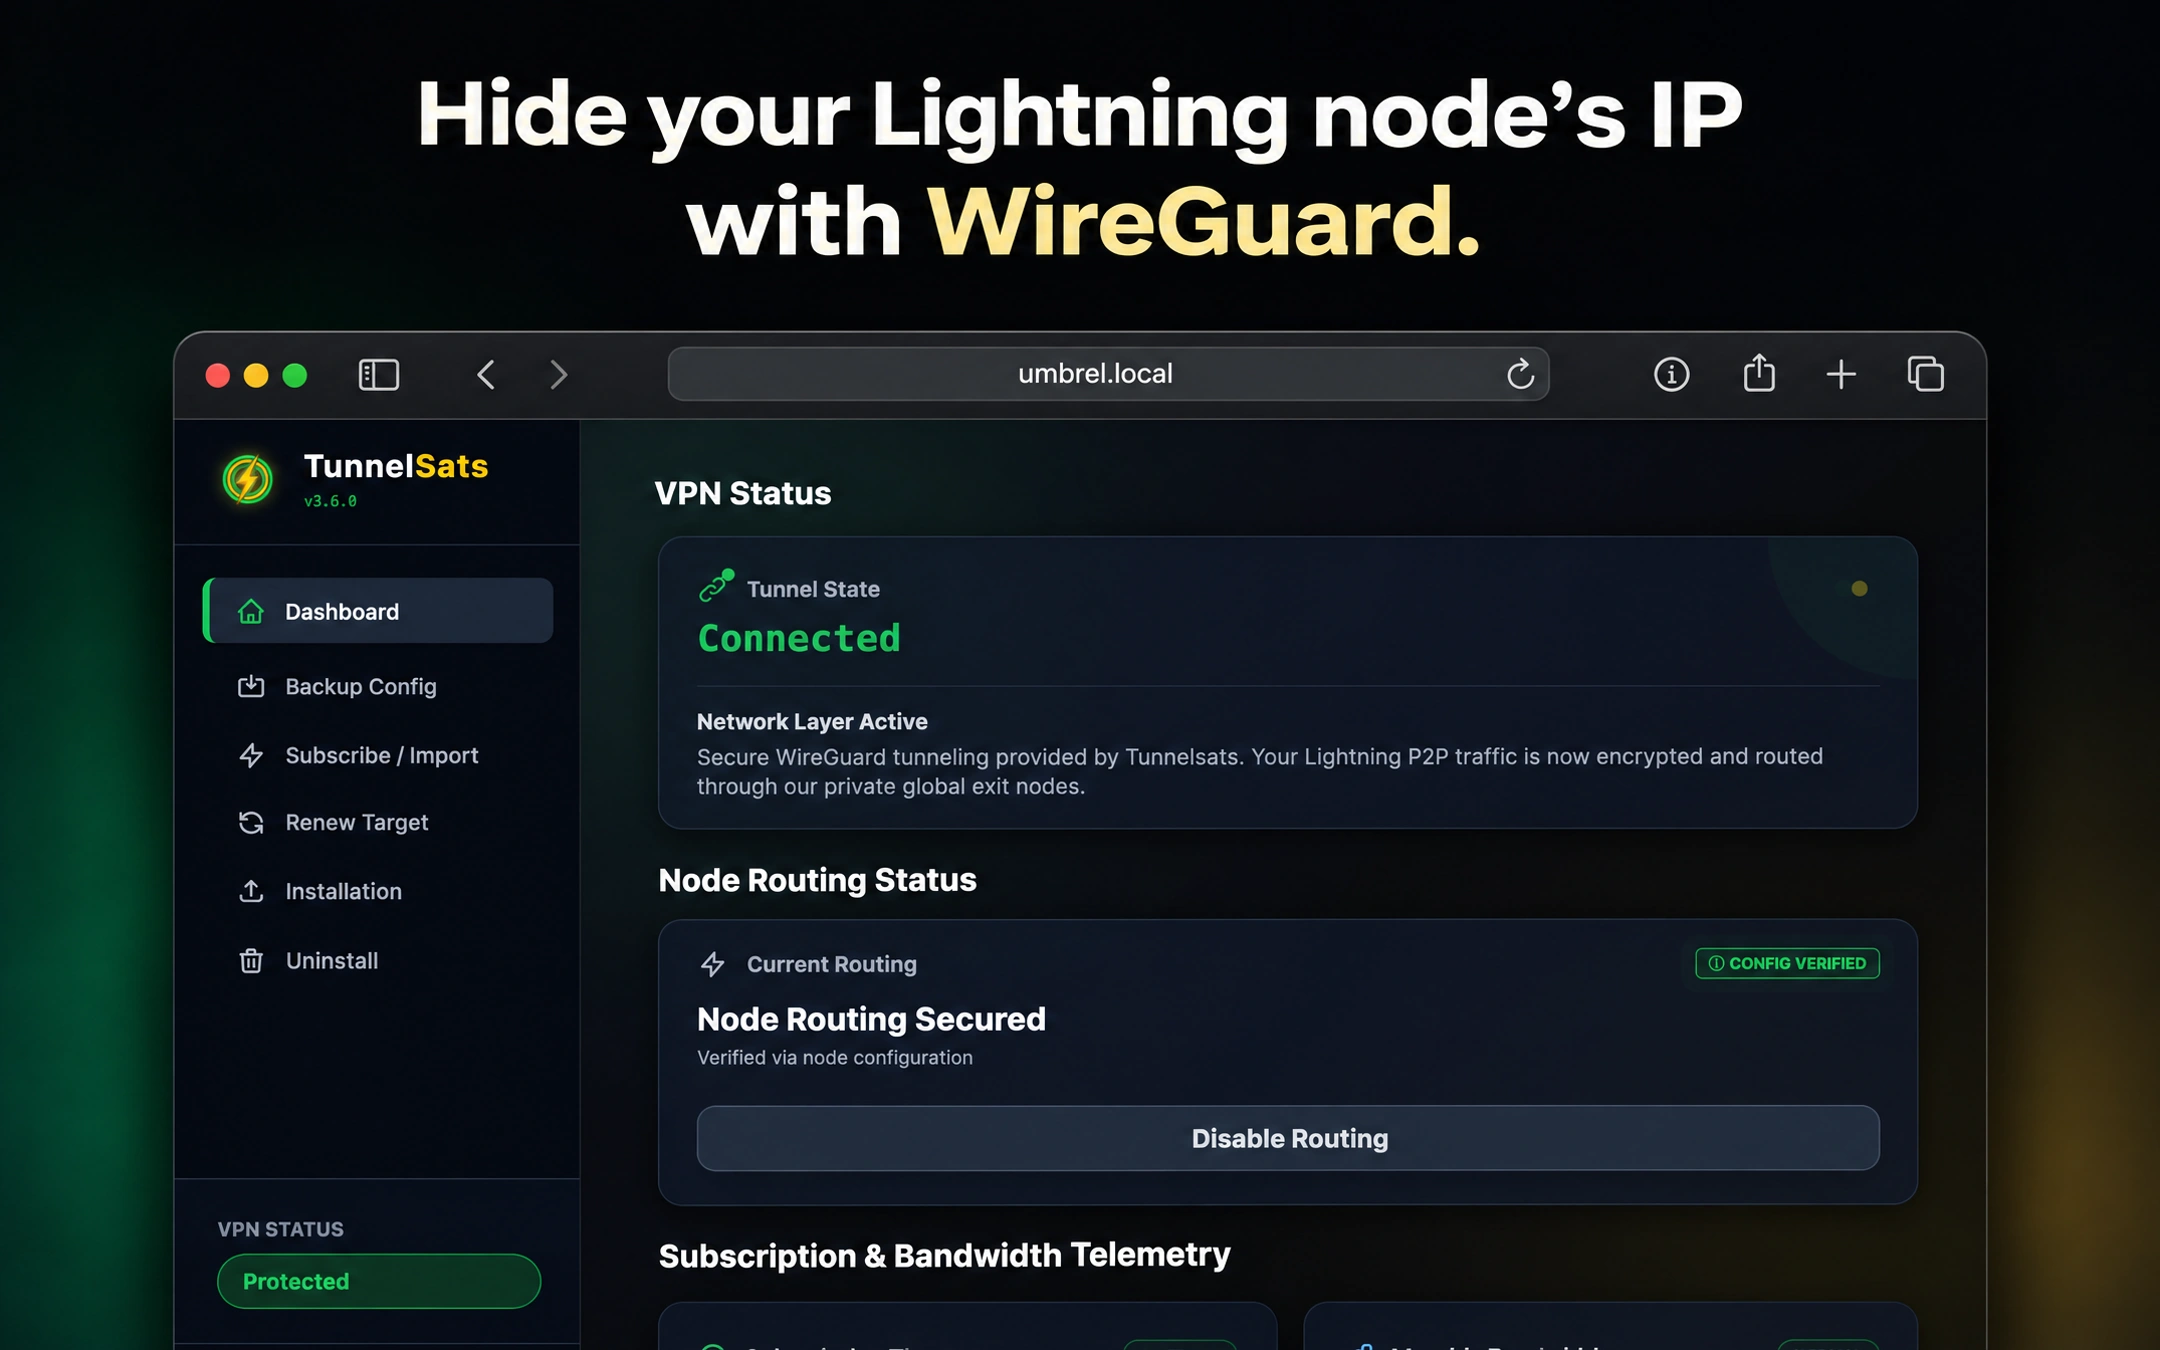 Hide your Lightning node’s IP
with WireGuard.
umbrel.local
TunnelSats
v3.6.0
Dashboard
Backup Config
Subscribe / Import
Renew Target
Installation
Uninstall
VPN STATUS
Protected
VPN Status
Tunnel State
Connected
Network Layer Active
Secure WireGuard tunneling provided by Tunnelsats. Your Lightning P2P traffic is now encrypted and routed
through our private global exit nodes.
Node Routing Status
Current Routing
CONFIG VERIFIED
Node Routing Secured
Verified via node configuration
Disable Routing
Subscription & Bandwidth Telemetry